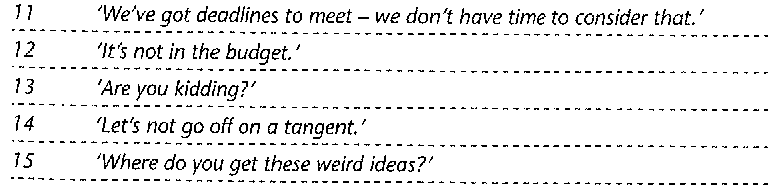 11 'We've got deadlines to meet – we don't have time to consider that.'
12 'It's not in the budget.'
13 'Are you kidding?'
14 'Let's not go off on a tangent.'
15 'Where do you get these weird ideas?'